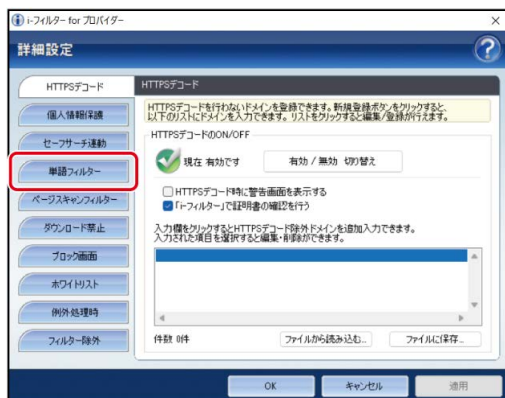 i-フィルター for プロバイダー
詳細設定
HTTPSデコード
個人情報保護
セーフサーチ連動
単語フィルター
ページスキャンフィルター
ダウンロード禁止
ブロック画面
ホワイトリスト
例外処理時
フィルター除外
HTTPSデコード
HTTPSデコードを行わないドメインを登録できます。新規登録ボタンをクリックすると、
以下のリストにドメインを入力できます。リストをクリックすると編集/登録が行えます。
HTTPSデコードのON/OFF
現在 有効です
有効 / 無効 切り替え
HTTPSデコード時に警告画面を表示する
「i-フィルター」で証明書の確認を行う
入力欄をクリックするとHTTPSデコード除外ドメインを追加入力できます。
入力された項目を選択すると編集・削除ができます。
件数 0件
ファイルから読み込む...
ファイルに保存...
OK
キャンセル
適用